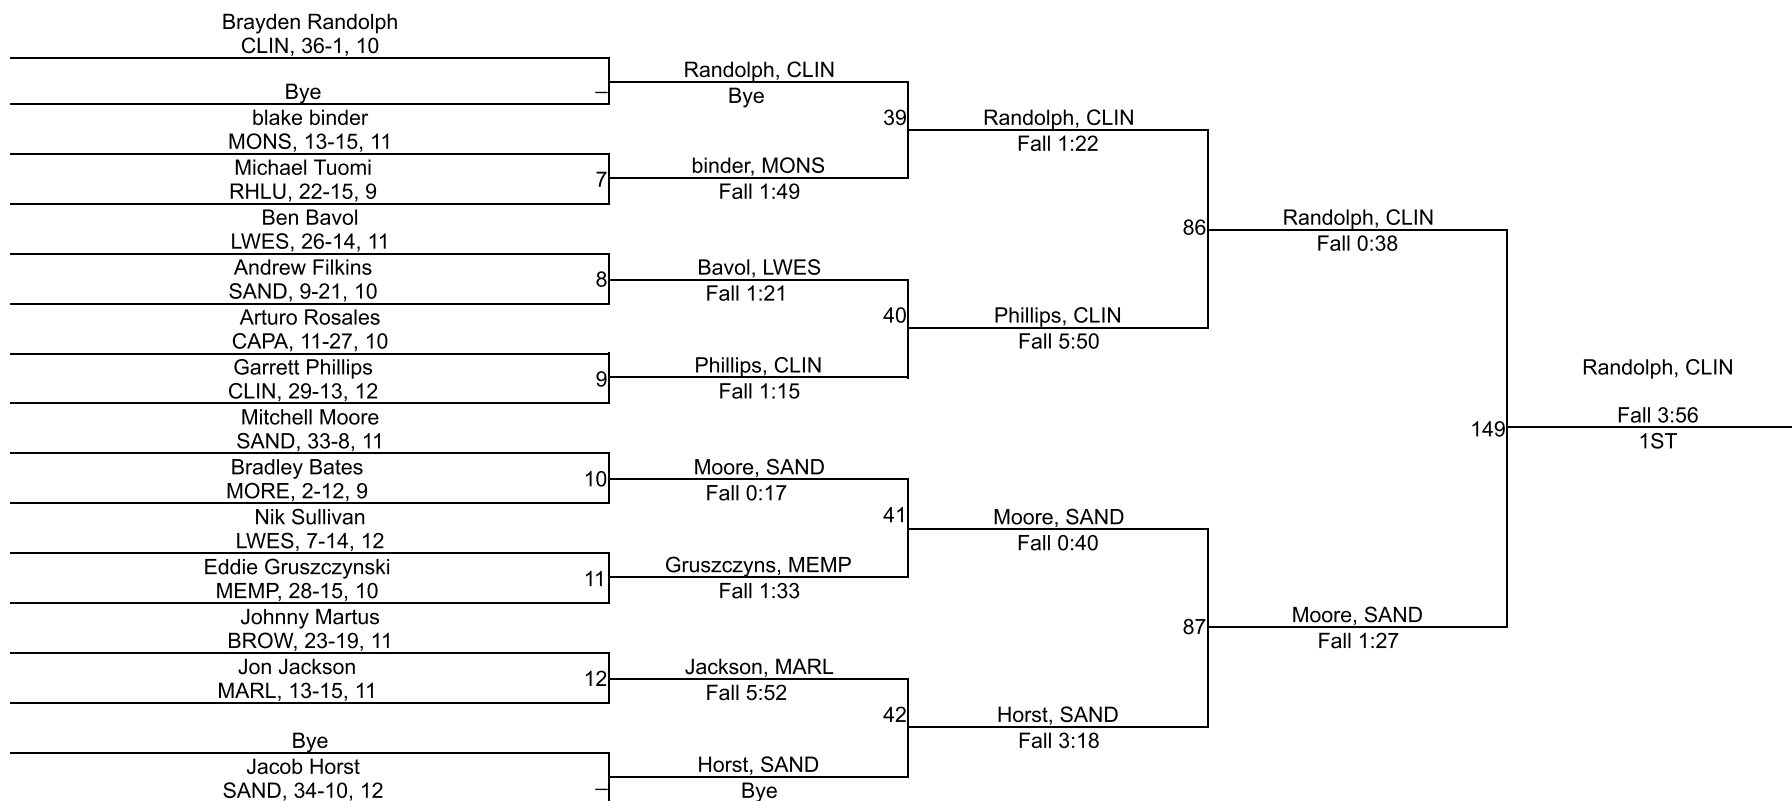 Brayden Randolph
CLIN, 36-1, 10
Bye
–
blake binder
MONS, 13-15, 11
Michael Tuomi
RHLU, 22-15, 9
7
Ben Bavol
LWES, 26-14, 11
Andrew Filkins
SAND, 9-21, 10
8
Arturo Rosales
CAPA, 11-27, 10
Garrett Phillips
CLIN, 29-13, 12
9
Mitchell Moore
SAND, 33-8, 11
Bradley Bates
MORE, 2-12, 9
10
Nik Sullivan
LWES, 7-14, 12
Eddie Gruszczynski
MEMP, 28-15, 10
11
Johnny Martus
BROW, 23-19, 11
Jon Jackson
MARL, 13-15, 11
12
Bye
Jacob Horst
SAND, 34-10, 12
–
Randolph, CLIN
Bye
39
binder, MONS
Fall 1:49
Bavol, LWES
Fall 1:21
40
Phillips, CLIN
Fall 1:15
Moore, SAND
Fall 0:17
41
Gruszczyns, MEMP
Fall 1:33
Jackson, MARL
Fall 5:52
42
Horst, SAND
Bye
Randolph, CLIN
Fall 1:22
86
Phillips, CLIN
Fall 5:50
Moore, SAND
Fall 0:40
87
Horst, SAND
Fall 3:18
Randolph, CLIN
Fall 0:38
149
Moore, SAND
Fall 1:27
Randolph, CLIN
Fall 3:56
1ST